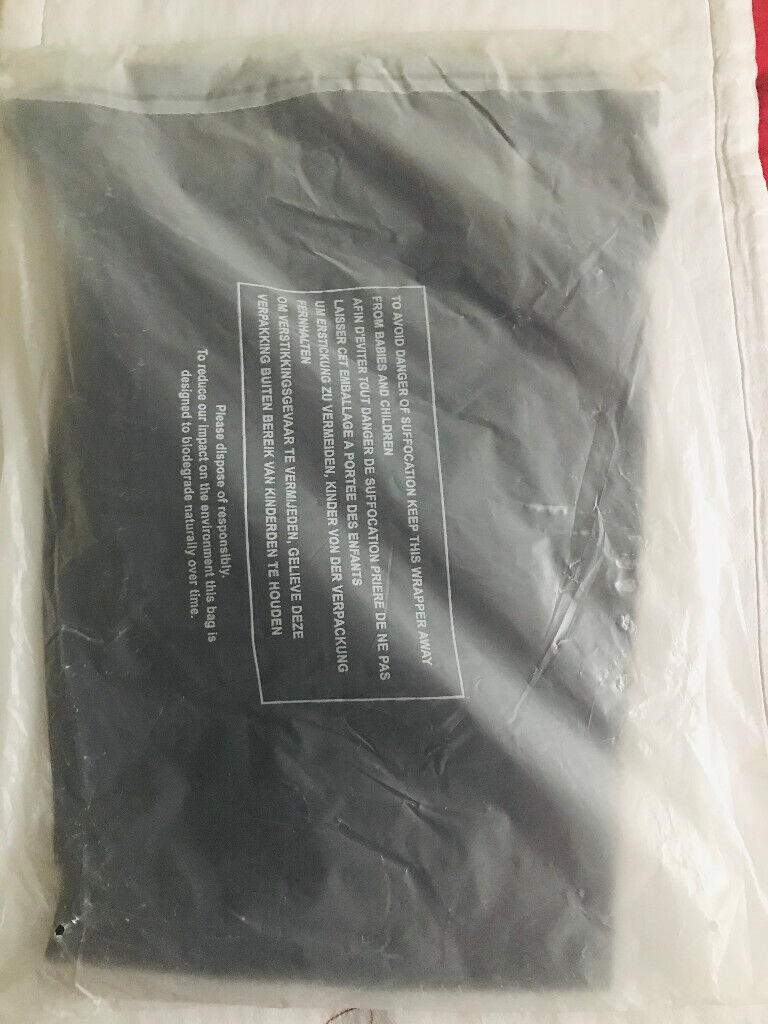 TO AVOID DANGER OF SUFFOCATION KEEP THIS WRAPPER AWAY
FROM BABIES AND CHILDREN
AFIN D'EVITER TOUT DANGER DE SUFFOCATION PRIERE DE NE PAS
LAISSER CET EMBALLAGE A PORTEE DES ENFANTS
UM ERSTICKUNG ZU VERMEIDEN, KINDER VON DER VERPACKUNG
FERNHALTEN
OM VERSTIKKINGSGEVAAR TE VERMIJEDEN, GELIEVE DEZE
VERPAKKING BUITEN BEREIK VAN KINDERDEN TE HOUDEN
Please dispose of responsibly.
To reduce our impact on the environment this bag is
designed to biodegrade naturally over time.